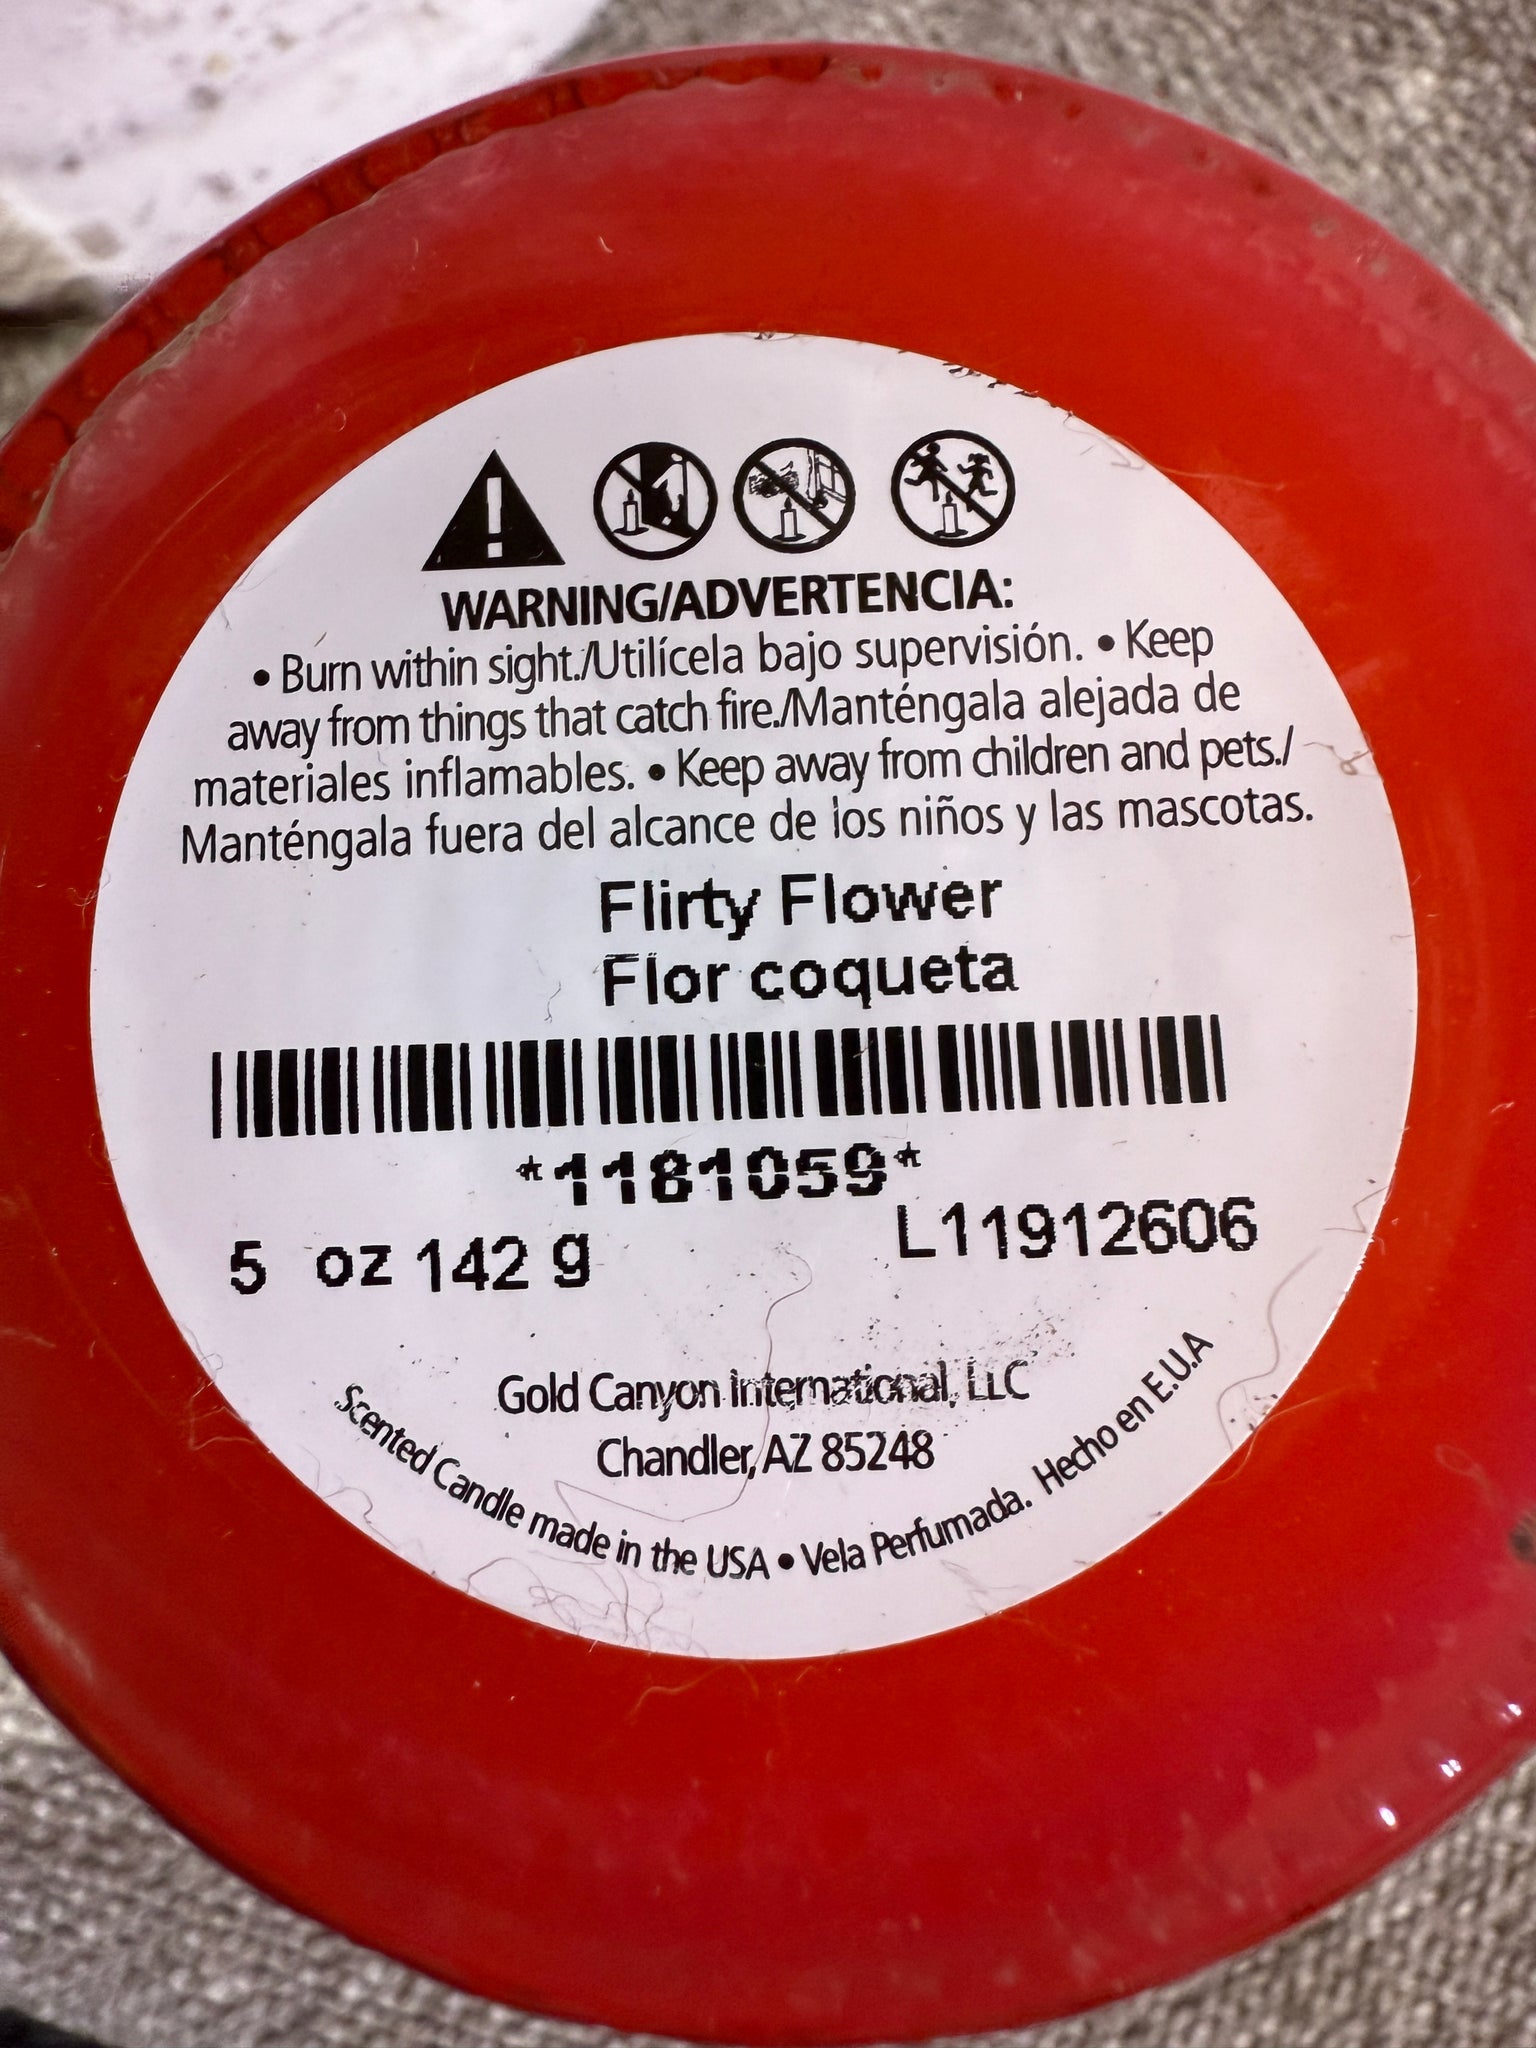 WARNING/ADVERTENCIA:
• Burn within sight./Utilícela bajo supervisión. • Keep
away from things that catch fire./Manténgala alejada de
materiales inflamables. • Keep away from children and pets./
Manténgala fuera del alcance de los niños y las mascotas.
Flirty Flower
Flor coqueta
*1181059*
5 oz 142 g
L11912606
Gold Canyon International, LLC
Chandler, AZ 85248
Scented Candle made in the USA • Vela Perfumada. Hecho en E.U.A